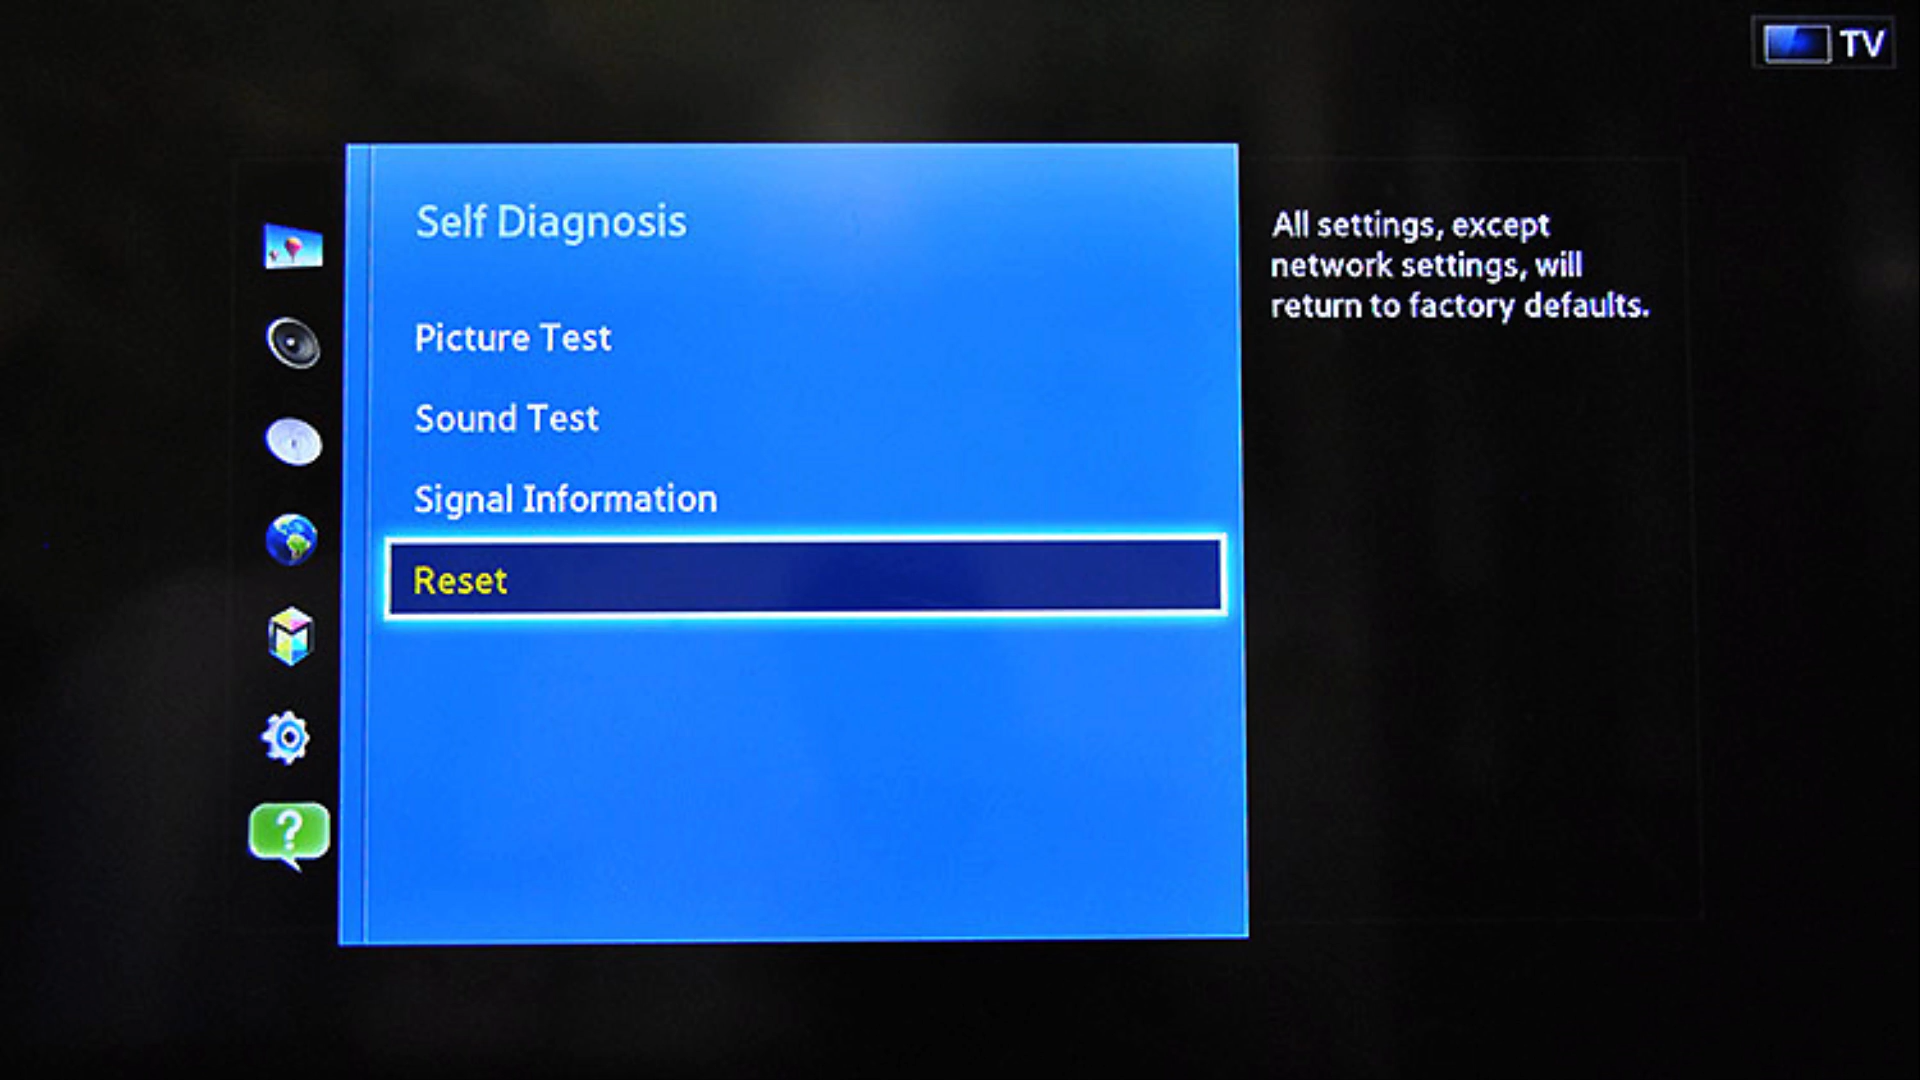 TV
Self Diagnosis
Picture Test
Sound Test
Signal Information
Reset
All settings, except
network settings, will
return to factory defaults.
?